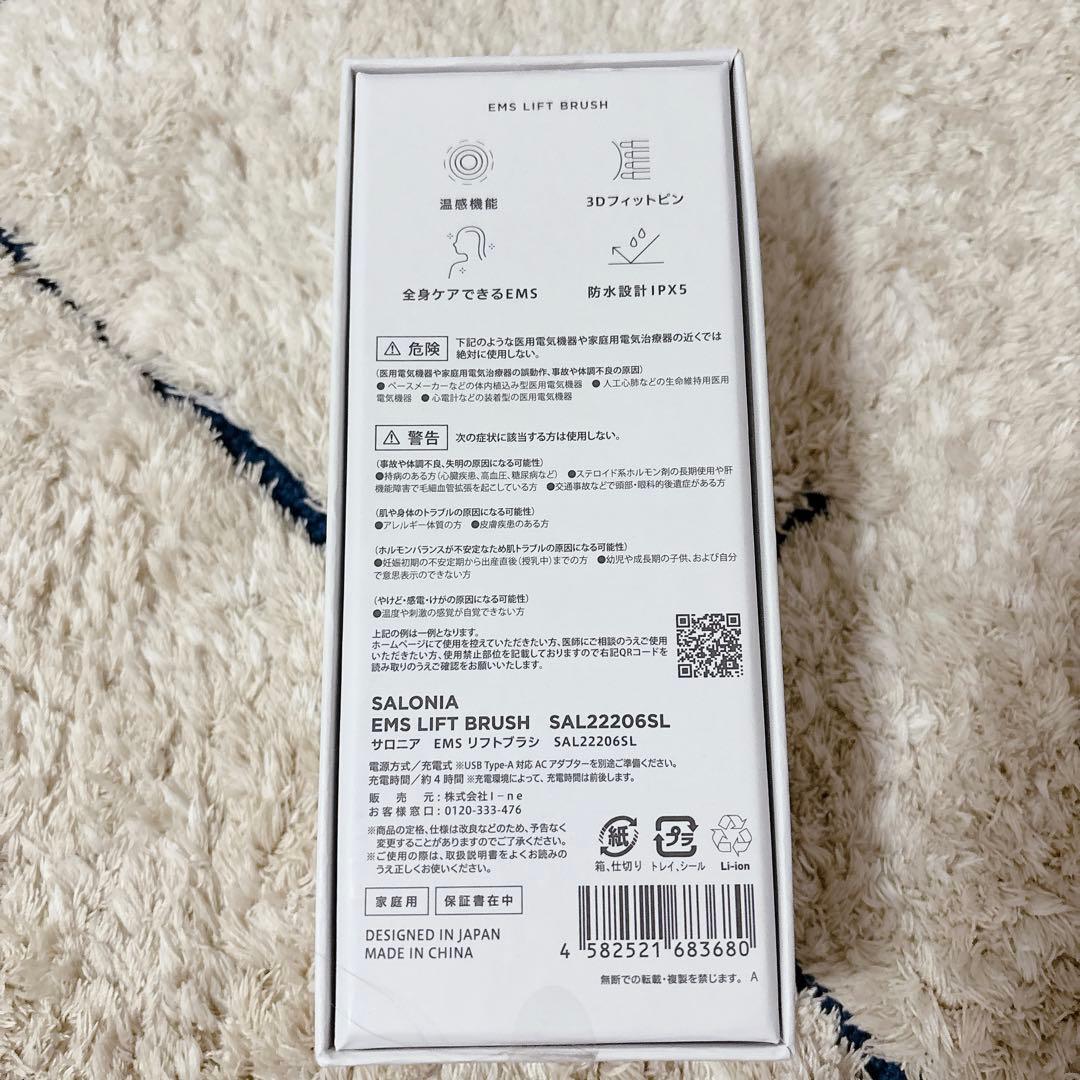 EMS LIFT BRUSH
温感機能
3Dフィットピン
全身ケアできるEMS
防水設計IPX5
⚠ 危険 下記のような医用電気機器や家庭用電気治療器の近くでは
絶対に使用しない。
(医用電気機器や家庭用電気治療器の誤動作、事故や体調不良の原因)
●ペースメーカーなどの体内植込み型医用電気機器 ●人工心肺などの生命維持用医用
電気機器 ●心電計などの装着型の医用電気機器
⚠ 警告 次の症状に該当する方は使用しない。
(事故や体調不良、失明の原因になる可能性)
●持病のある方(心臓疾患、高血圧、糖尿病など) ●ステロイド系ホルモン剤の長期使用や肝
機能障害で毛細血管拡張を起こしている方 ●交通事故などで頭部・眼科的後遺症がある方
(肌や身体のトラブルの原因になる可能性)
●アレルギー体質の方 ●皮膚疾患のある方
(ホルモンバランスが不安定なため肌トラブルの原因になる可能性)
●妊娠初期の不安定期から出産直後(授乳中)までの方 ●幼児や成長期の子供、および自分
で意思表示のできない方
(やけど・感電・けがの原因になる可能性)
●温度や刺激の感覚が自覚できない方
上記の例は一例となります。
ホームページにて使用を控えていただきたい方、医師にご相談のうえご使用
いただきたい方、使用禁止部位を記載しておりますので右記QRコードを
読み取りのうえご確認をお願いいたします。
SALONIA
EMS LIFT BRUSH SAL22206SL
サロニア EMS リフトブラシ SAL22206SL
電源方式/充電式 ※USB Type-A 対応 AC アダプターを別途ご準備ください。
充電時間/約4時間 ※充電環境によって、充電時間は前後します。
販売元:株式会社I-ne
お客様窓口:0120-333-476
※商品の定格、仕様は改良などのため、予告なく
変更することがありますのでご了承ください。
※ご使用の際は、取扱説明書をよくお読みの
うえ正しくお使いください。
紙
箱、仕切り
プラ
トレイ、シール
Li-ion
家庭用
保証書在中
DESIGNED IN JAPAN
MADE IN CHINA
4 582521 683680
無断での転載・複製を禁じます。 A